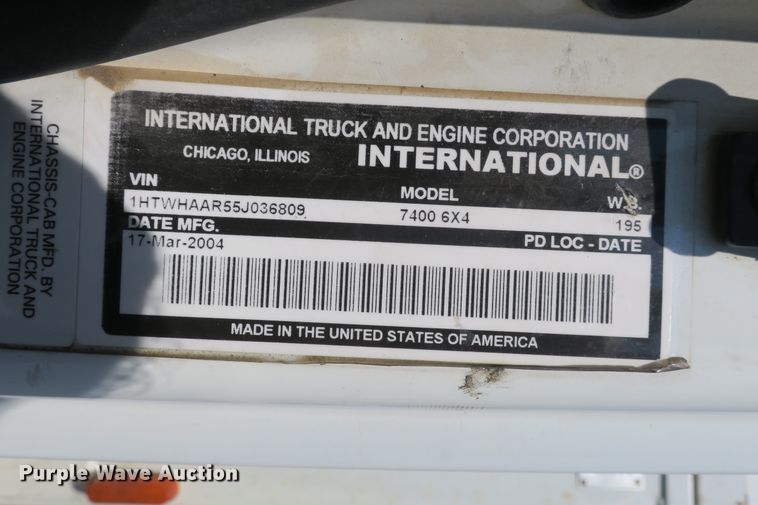 CHASSIS-CAB MFD. BY
INTERNATIONAL TRUCK AND
ENGINE CORPORATION
INTERNATIONAL TRUCK AND ENGINE CORPORATION
CHICAGO, ILLINOIS INTERNATIONAL®
VIN MODEL W.B.
1HTWHAAR55J036809 7400 6X4 195
DATE MFG. PD LOC - DATE
17-Mar-2004
MADE IN THE UNITED STATES OF AMERICA
Purple Wave Auction